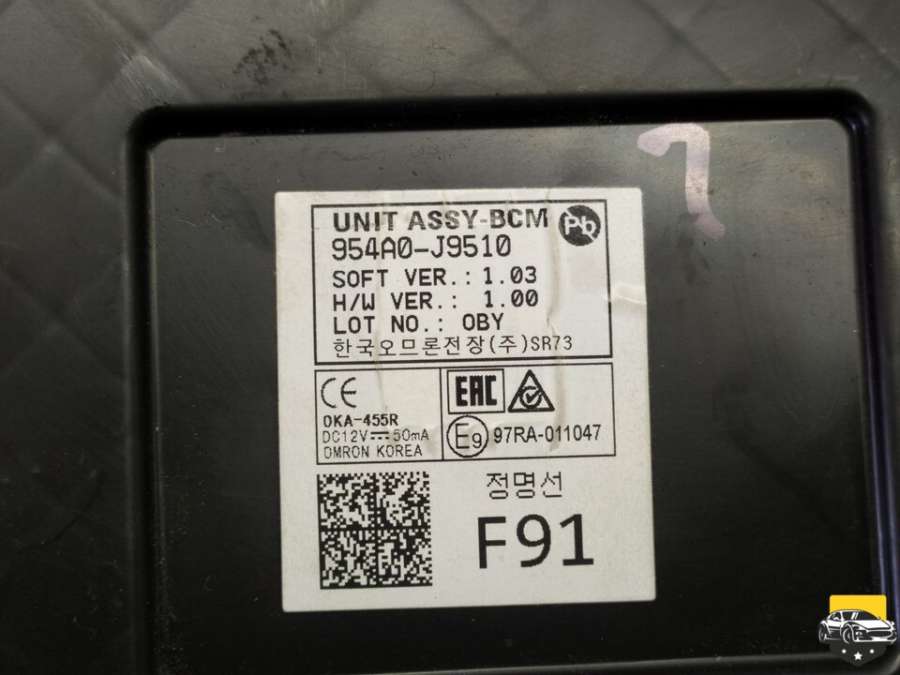 7
UNIT ASSY-BCM
Pb
954A0-J9510
SOFT VER.: 1.03
H/W VER.: 1.00
LOT NO.: OBY
한국오므론전장(주)SR73
CE
OKA-455R
DC12V⎓50mA
OMRON KOREA
EAC
E9 97RA-011047
정명선
F91